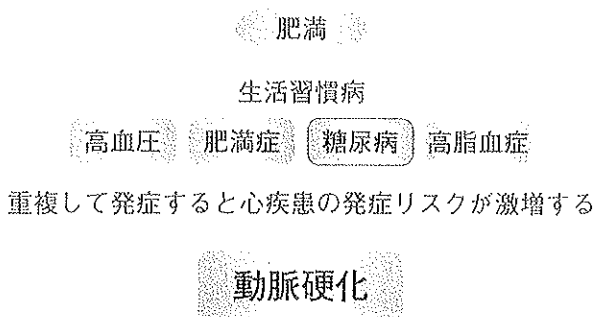 肥満
生活習慣病
高血圧 肥満症 糖尿病 高脂血症
重複して発症すると心疾患の発症リスクが激増する
動脈硬化